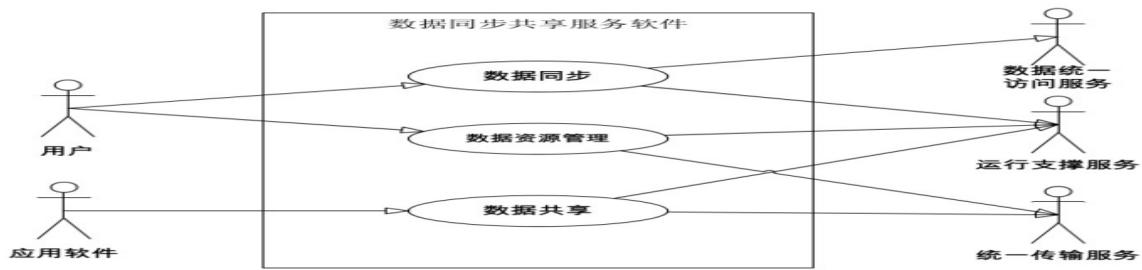 数据同步共享服务软件
数据同步
数据统一
访问服务
数据资源管理
用户
运行支撑服务
数据共享
应用软件
统一传输服务